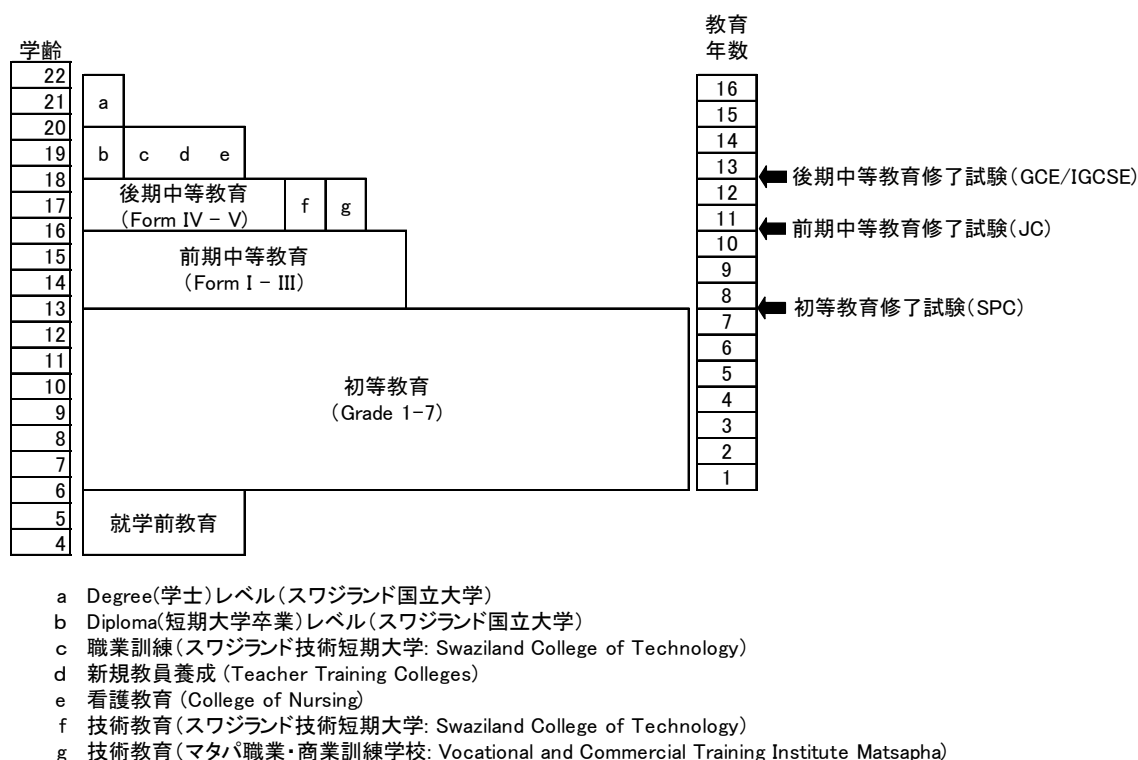 教育
年数
学齢
22
21
20
19
18
17
16
15
14
13
12
11
10
9
8
7
6
5
4
a
b c d e
後期中等教育
(Form IV - V)
f g
前期中等教育
(Form I - III)
初等教育
(Grade 1-7)
就学前教育
16
15
14
13
12
11
10
9
8
7
6
5
4
3
2
1
後期中等教育修了試験(GCE/IGCSE)
前期中等教育修了試験(JC)
初等教育修了試験(SPC)
a Degree(学士)レベル(スワジランド国立大学)
b Diploma(短期大学卒業)レベル(スワジランド国立大学)
c 職業訓練(スワジランド技術短期大学: Swaziland College of Technology)
d 新規教員養成 (Teacher Training Colleges)
e 看護教育 (College of Nursing)
f 技術教育(スワジランド技術短期大学: Swaziland College of Technology)
g 技術教育(マタパ職業・商業訓練学校: Vocational and Commercial Training Institute Matsapha)